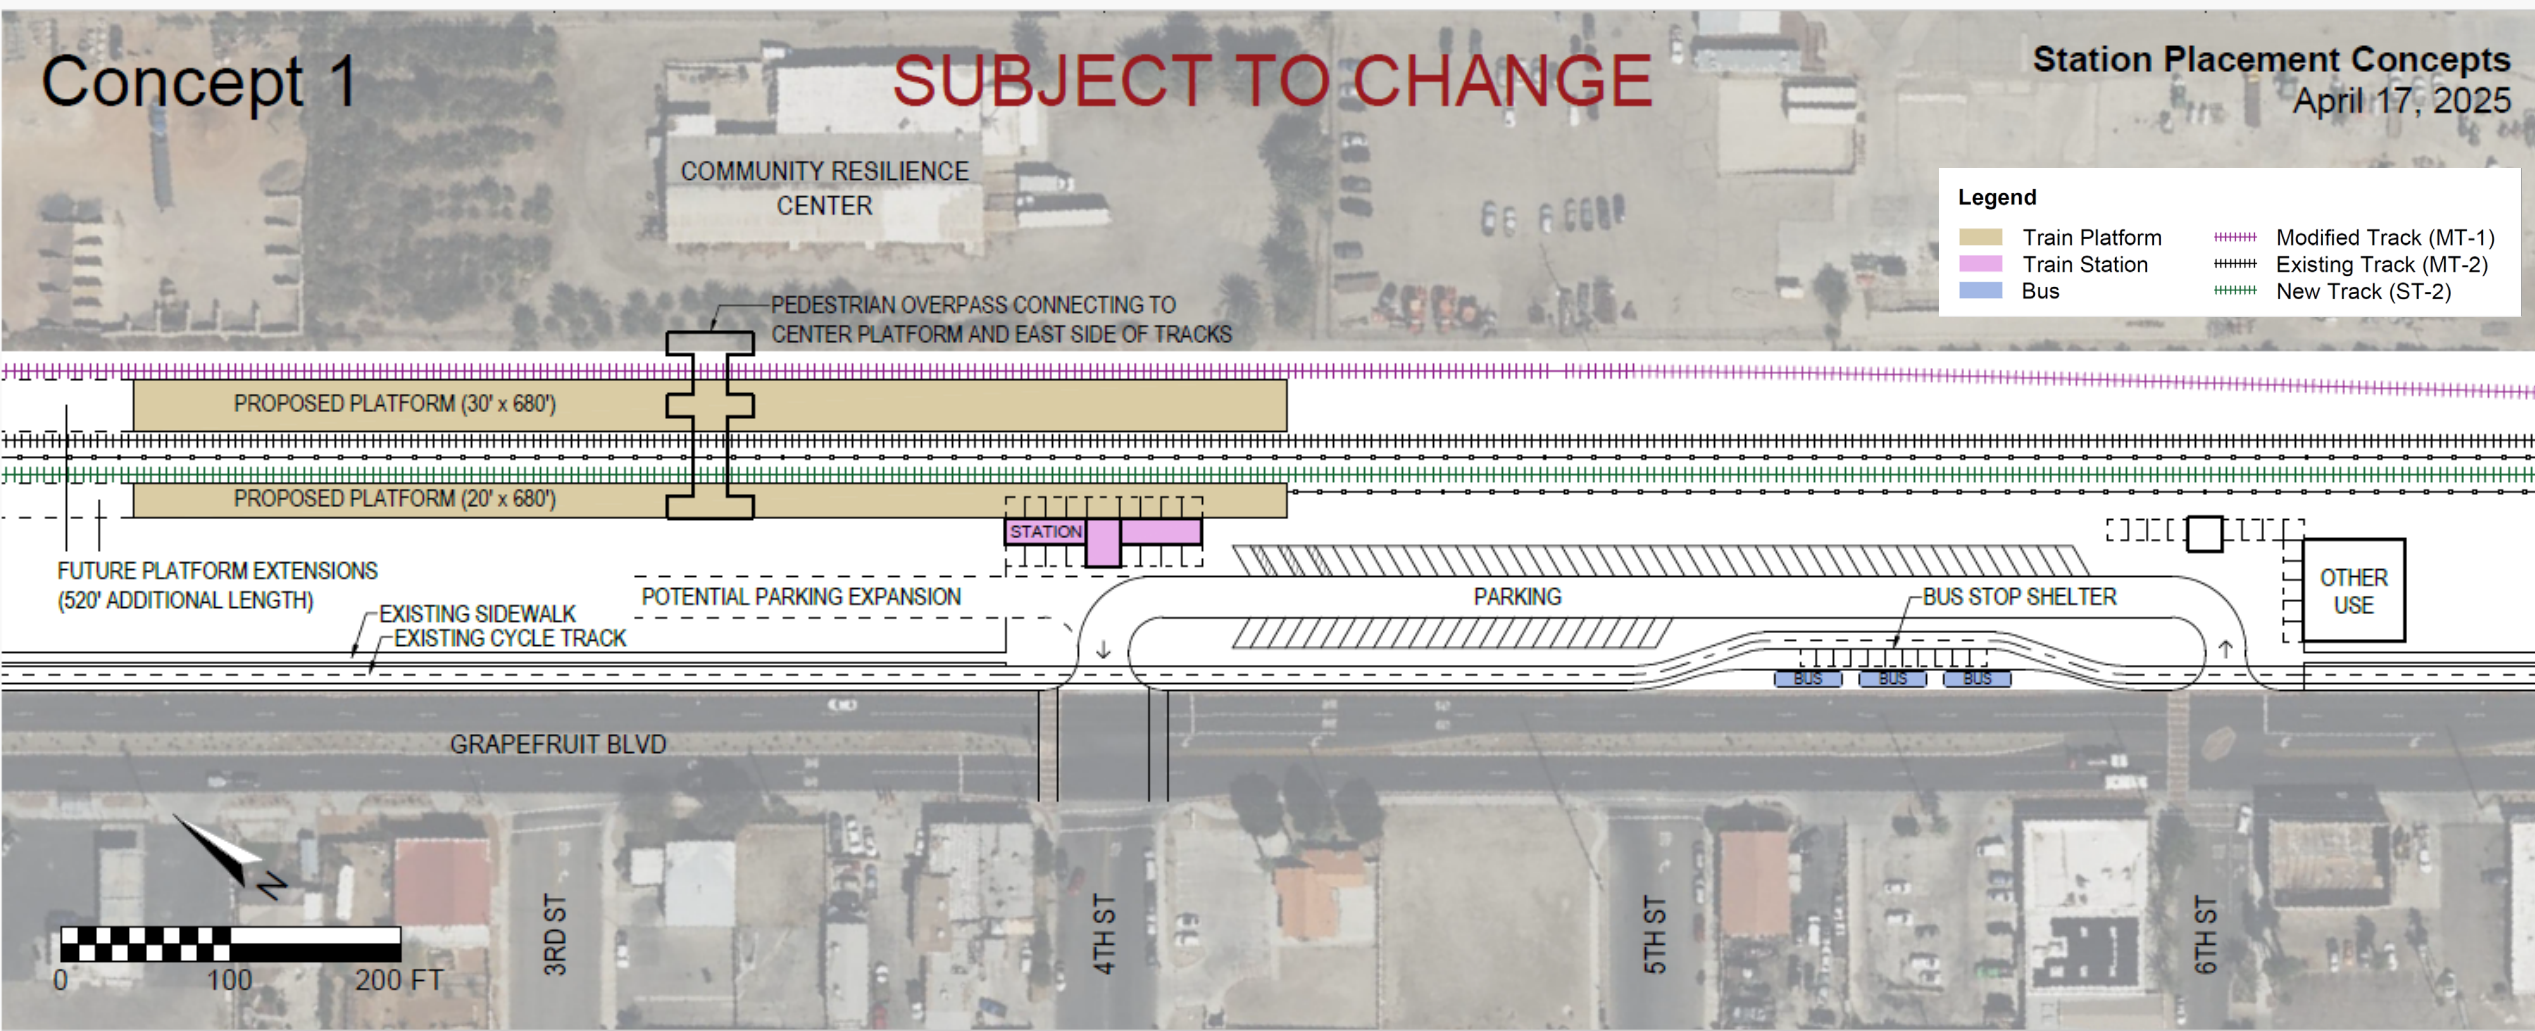 Concept 1
SUBJECT TO CHANGE
Station Placement Concepts
April 17, 2025
COMMUNITY RESILIENCE
CENTER
Legend
Train Platform
Train Station
Bus
Modified Track (MT-1)
Existing Track (MT-2)
New Track (ST-2)
PEDESTRIAN OVERPASS CONNECTING TO
CENTER PLATFORM AND EAST SIDE OF TRACKS
PROPOSED PLATFORM (30' x 680')
PROPOSED PLATFORM (20' x 680')
STATION
FUTURE PLATFORM EXTENSIONS
(520' ADDITIONAL LENGTH)
EXISTING SIDEWALK
EXISTING CYCLE TRACK
POTENTIAL PARKING EXPANSION
PARKING
BUS STOP SHELTER
OTHER
USE
BUS
BUS
BUS
GRAPEFRUIT BLVD
N
0 100 200 FT
3RD ST
4TH ST
5TH ST
6TH ST